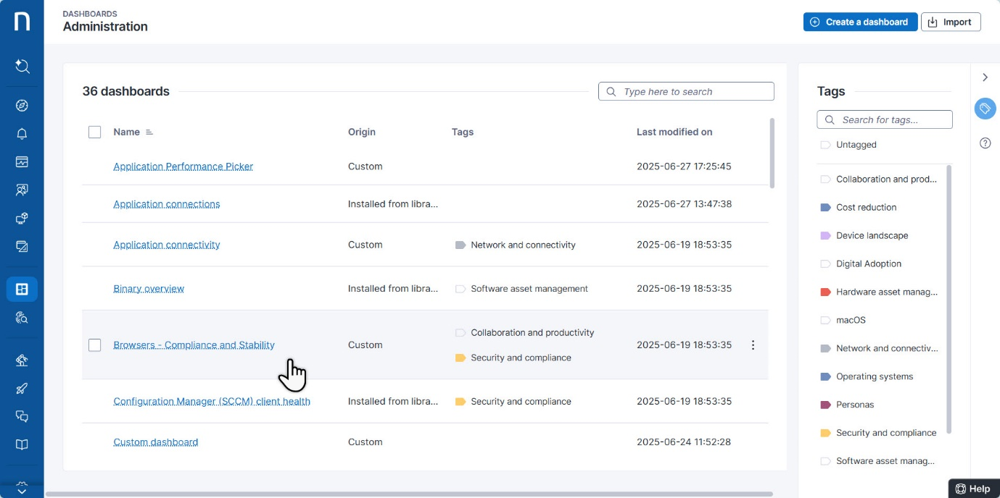 n
DASHBOARDS
Administration
Create a dashboard
Import
36 dashboards
Type here to search
Name
Origin
Tags
Last modified on
Application Performance Picker
Custom
2025-06-27 17:25:45
Application connections
Installed from libra...
2025-06-27 13:47:38
Application connectivity
Custom
Network and connectivity
2025-06-19 18:53:35
Binary overview
Installed from libra...
Software asset management
2025-06-19 18:53:35
Browsers - Compliance and Stability
Custom
Collaboration and productivity
Security and compliance
2025-06-19 18:53:35
Configuration Manager (SCCM) client health
Installed from libra...
Security and compliance
2025-06-19 18:53:35
Custom dashboard
Custom
2025-06-24 11:52:28
Tags
Search for tags...
Untagged
Collaboration and prod...
Cost reduction
Device landscape
Digital Adoption
Hardware asset manag...
macOS
Network and connectiv...
Operating systems
Personas
Security and compliance
Software asset manag...
Help